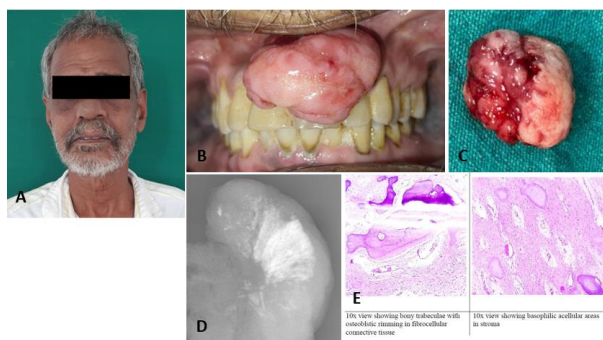 A
B
C
D
E
10x view showing bony trabeculae with
osteoblstic rimming in fibrocellular
connective tissue
10x view showing basophilic acellular areas
in stroma